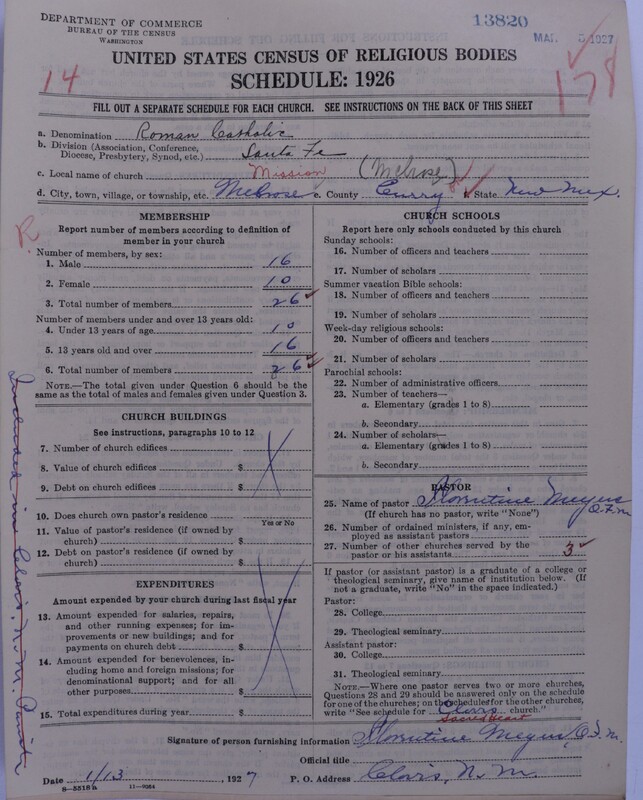 DEPARTMENT OF COMMERCE
BUREAU OF THE CENSUS
WASHINGTON
13820
MAR 3 1927
UNITED STATES CENSUS OF RELIGIOUS BODIES
SCHEDULE: 1926
14
178
FILL OUT A SEPARATE SCHEDULE FOR EACH CHURCH. SEE INSTRUCTIONS ON THE BACK OF THIS SHEET
a. Denomination Roman Catholic
b. Division (Association, Conference, Diocese, Presbytery, Synod, etc.) Santa Fe
c. Local name of church Mission (Melrose)
d. City, town, village, or township, etc. Melrose e. County Curry f. State New Mex.
R
MEMBERSHIP
Report number of members according to definition of member in your church
Number of members, by sex:
1. Male 16
2. Female 10
3. Total number of members 26
Number of members under and over 13 years old:
4. Under 13 years of age 10
5. 13 years old and over 16
6. Total number of members 26
NOTE.—The total given under Question 6 should be the same as the total of males and females given under Question 3.
CHURCH BUILDINGS
See instructions, paragraphs 10 to 12
7. Number of church edifices
8. Value of church edifices $
9. Debt on church edifices $
10. Does church own pastor's residence
Yes or No
11. Value of pastor's residence (if owned by church) $
12. Debt on pastor's residence (if owned by church) $
EXPENDITURES
Amount expended by your church during last fiscal year
13. Amount expended for salaries, repairs, and other running expenses; for improvements or new buildings; and for payments on church debt $
14. Amount expended for benevolences, including home and foreign missions; for denominational support; and for all other purposes $
15. Total expenditures during year $
Included in Clovis, N. M. Parish
CHURCH SCHOOLS
Report here only schools conducted by this church
Sunday schools:
16. Number of officers and teachers
17. Number of scholars
Summer vacation Bible schools:
18. Number of officers and teachers
19. Number of scholars
Week-day religious schools:
20. Number of officers and teachers
21. Number of scholars
Parochial schools:
22. Number of administrative officers
23. Number of teachers—
a. Elementary (grades 1 to 8)
b. Secondary
24. Number of scholars—
a. Elementary (grades 1 to 8)
b. Secondary
PASTOR
25. Name of pastor Florentine Meyers O.F.M.
(If church has no pastor, write "None")
26. Number of ordained ministers, if any, employed as assistant pastors
27. Number of other churches served by the pastor or his assistants 3
If pastor (or assistant pastor) is a graduate of a college or theological seminary, give name of institution below. (If not a graduate, write "No" in the space indicated.)
Pastor:
28. College
29. Theological seminary
Assistant pastor:
30. College
31. Theological seminary
NOTE.—Where one pastor serves two or more churches, Questions 28 and 29 should be answered only on the schedule for one of the churches; on the schedules for the other churches, write "See schedule for Clovis church."
Sacred Heart
Signature of person furnishing information Florentine Meyers O.F.M.
Official title
Date 1/13, 1927 P. O. Address Clovis, N. M.
S—5518a 11—9264